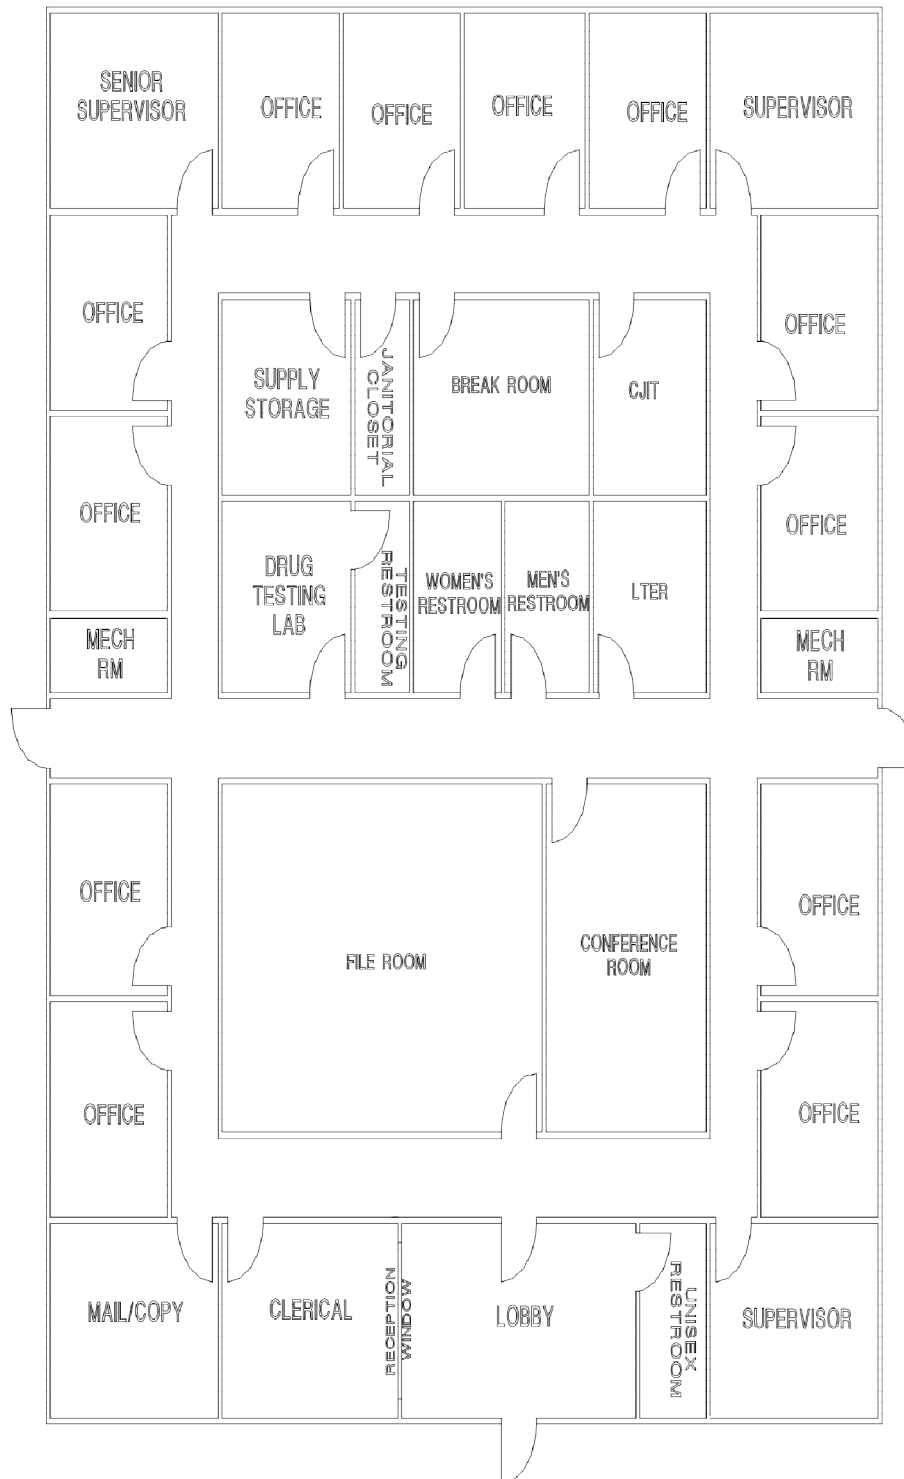 SENIOR
SUPERVISOR
OFFICE
OFFICE
OFFICE
OFFICE
SUPERVISOR
OFFICE
OFFICE
SUPPLY
STORAGE
JANITORIAL
CLOSET
BREAK ROOM
CJIT
OFFICE
OFFICE
DRUG
TESTING
LAB
TESTING
RESTROOM
WOMEN'S
RESTROOM
MEN'S
RESTROOM
LTER
MECH
RM
MECH
RM
OFFICE
OFFICE
FILE ROOM
CONFERENCE
ROOM
OFFICE
OFFICE
MAIL/COPY
CLERICAL
RECEPTION
WINDOW
LOBBY
UNISEX
RESTROOM
SUPERVISOR